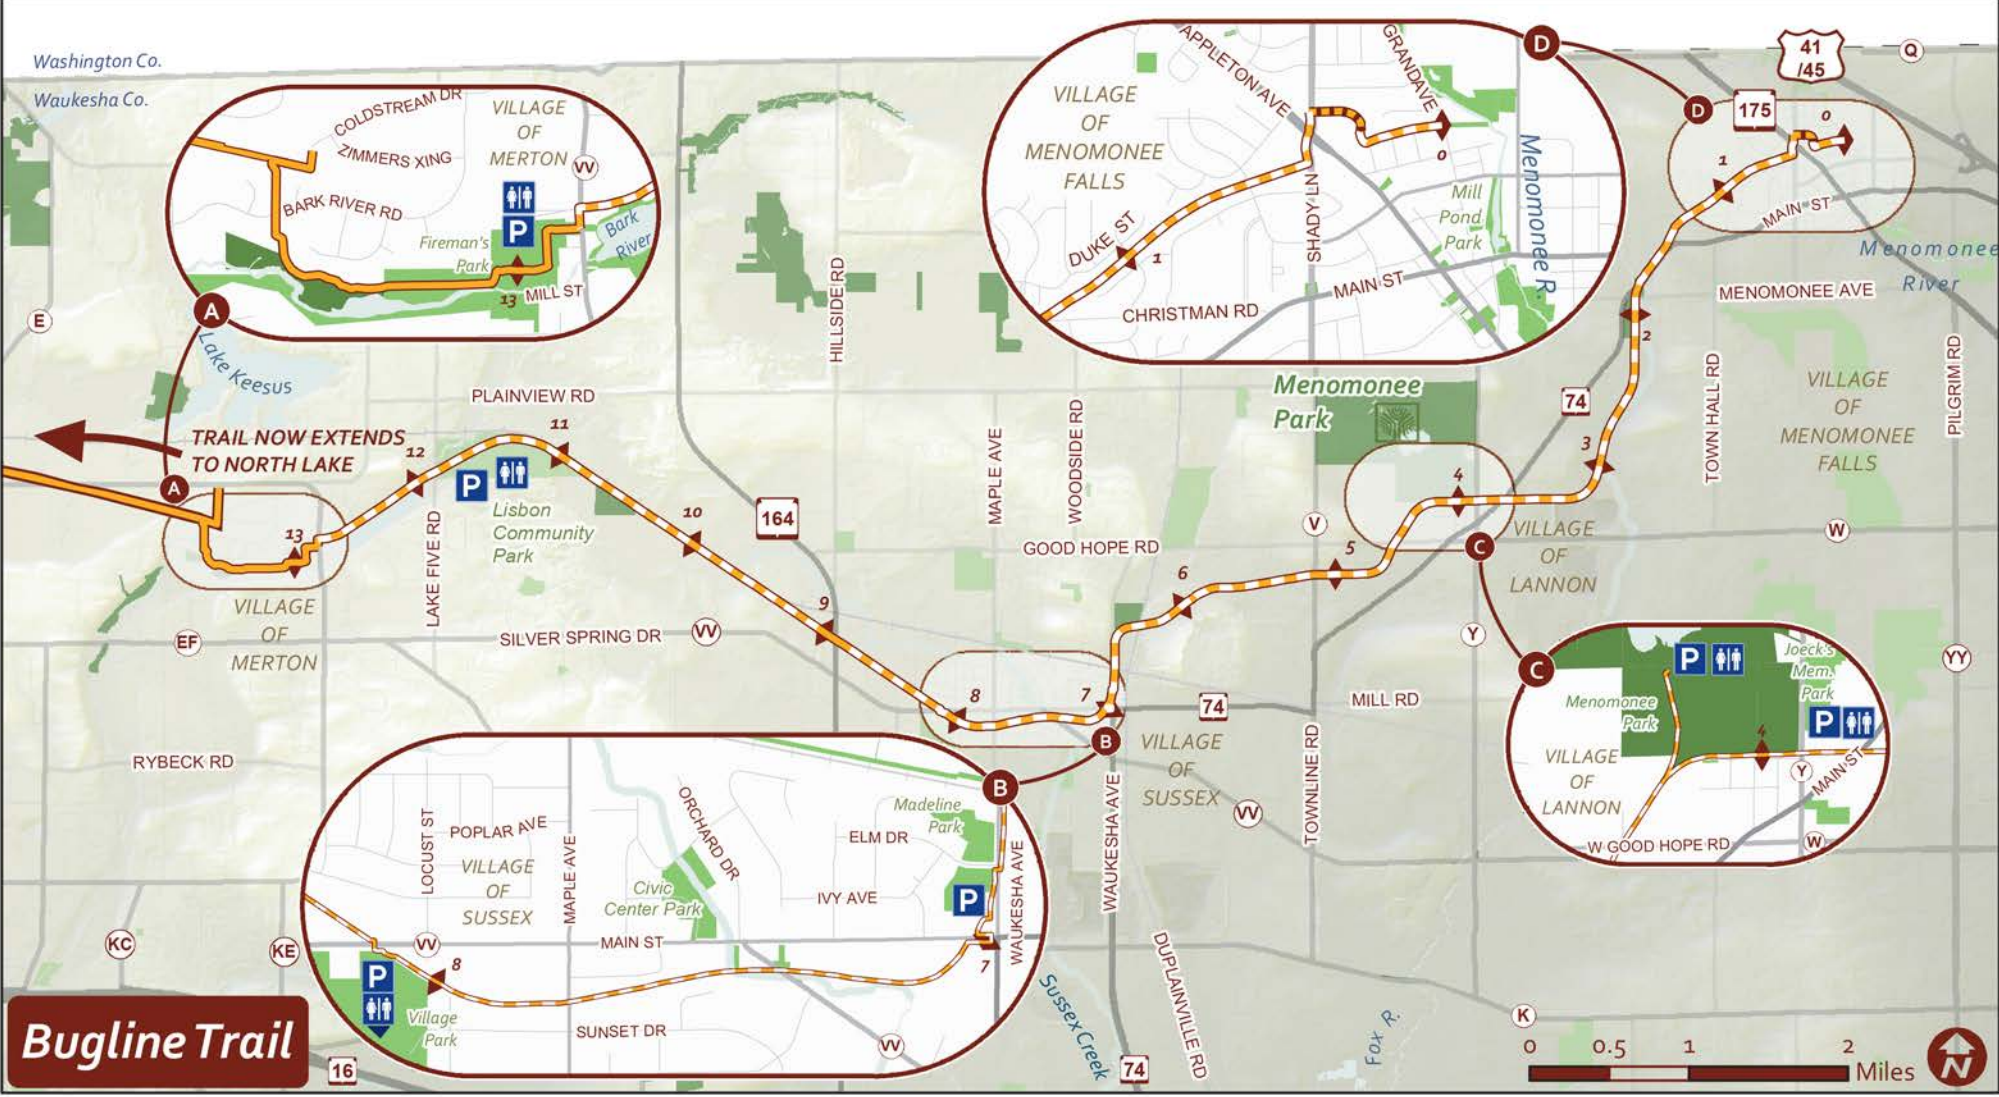 Washington Co.
Waukesha Co.
E
COLDSTREAM DR
ZIMMERS XING
BARK RIVER RD
VILLAGE
OF
MERTON
VV
P
Fireman's
Park
Bark
River
13
MILL ST
A
Lake Keesus
PLAINVIEW RD
TRAIL NOW EXTENDS
TO NORTH LAKE
A
13
12
11
P
Lisbon
Community
Park
LAKE FIVE RD
VILLAGE
OF
MERTON
EF
SILVER SPRING DR
VV
10
9
164
HILLSIDE RD
MAPLE AVE
WOODSIDE RD
GOOD HOPE RD
8
7
6
5
B
VILLAGE
OF
SUSSEX
74
MILL RD
VV
TOWNLINE RD
WAUKESHA AVE
DUPLAINVILLE RD
Sussex Creek
74
Fox R.
K
RYBECK RD
KC
KE
16
APPLETON AVE
GRANDAVE
VILLAGE
OF
MENOMONEE
FALLS
DUKE ST
1
0
SHADY LN
Mill
Pond
Park
Menomonee R.
MAIN ST
CHRISTMAN RD
D
D
41
/45
Q
175
0
1
MAIN ST
Menomonee
River
MENOMONEE AVE
2
TOWN HALL RD
PILGRIM RD
VILLAGE
OF
MENOMONEE
FALLS
74
3
Menomonee
Park
4
V
W
C
VILLAGE
OF
LANNON
Y
YY
C
P
Joeck's
Mem.
Park
P
Menomonee
Park
4
VILLAGE
OF
LANNON
Y
MAIN ST
W GOOD HOPE RD
W
B
LOCUST ST
POPLAR AVE
VILLAGE
OF
SUSSEX
MAPLE AVE
ORCHARD DR
Civic
Center Park
Madeline
Park
ELM DR
IVY AVE
P
WAUKESHA AVE
MAIN ST
VV
8
7
P
Village
Park
SUNSET DR
VV
Bugline Trail
0 0.5 1 2
Miles
N